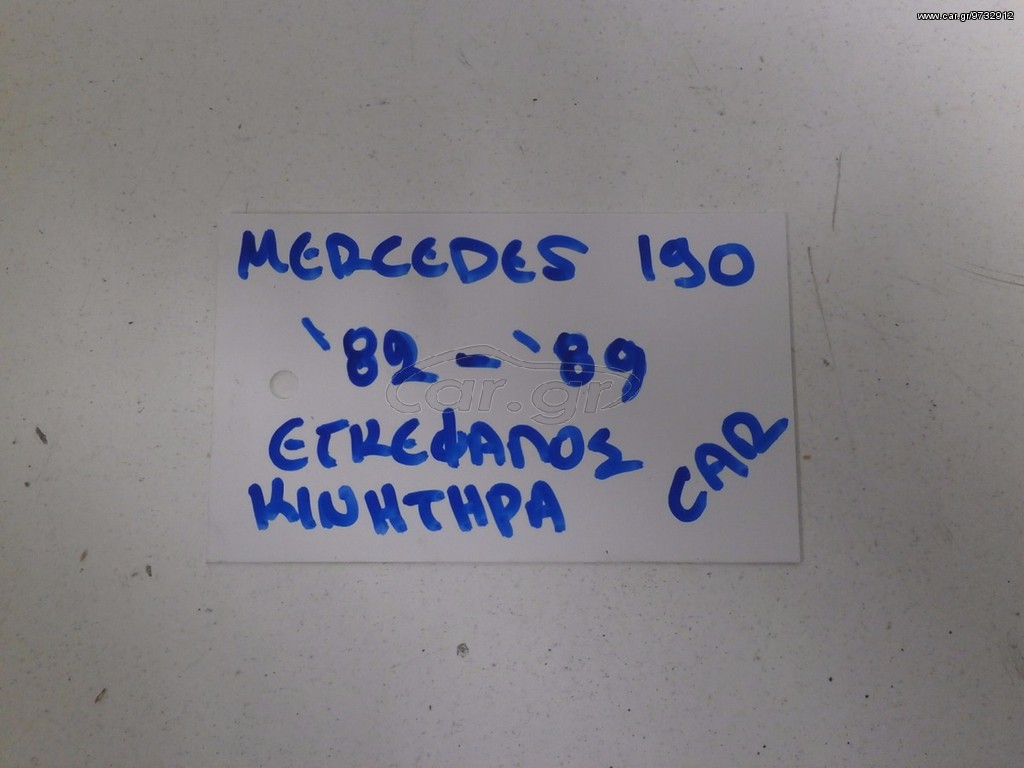 www.car.gr/9732912
MERCEDES 190
'82 - '89
car.gr
ΕΓΚΕΦΑΛΟΣ
ΚΙΝΗΤΗΡΑ
CAR